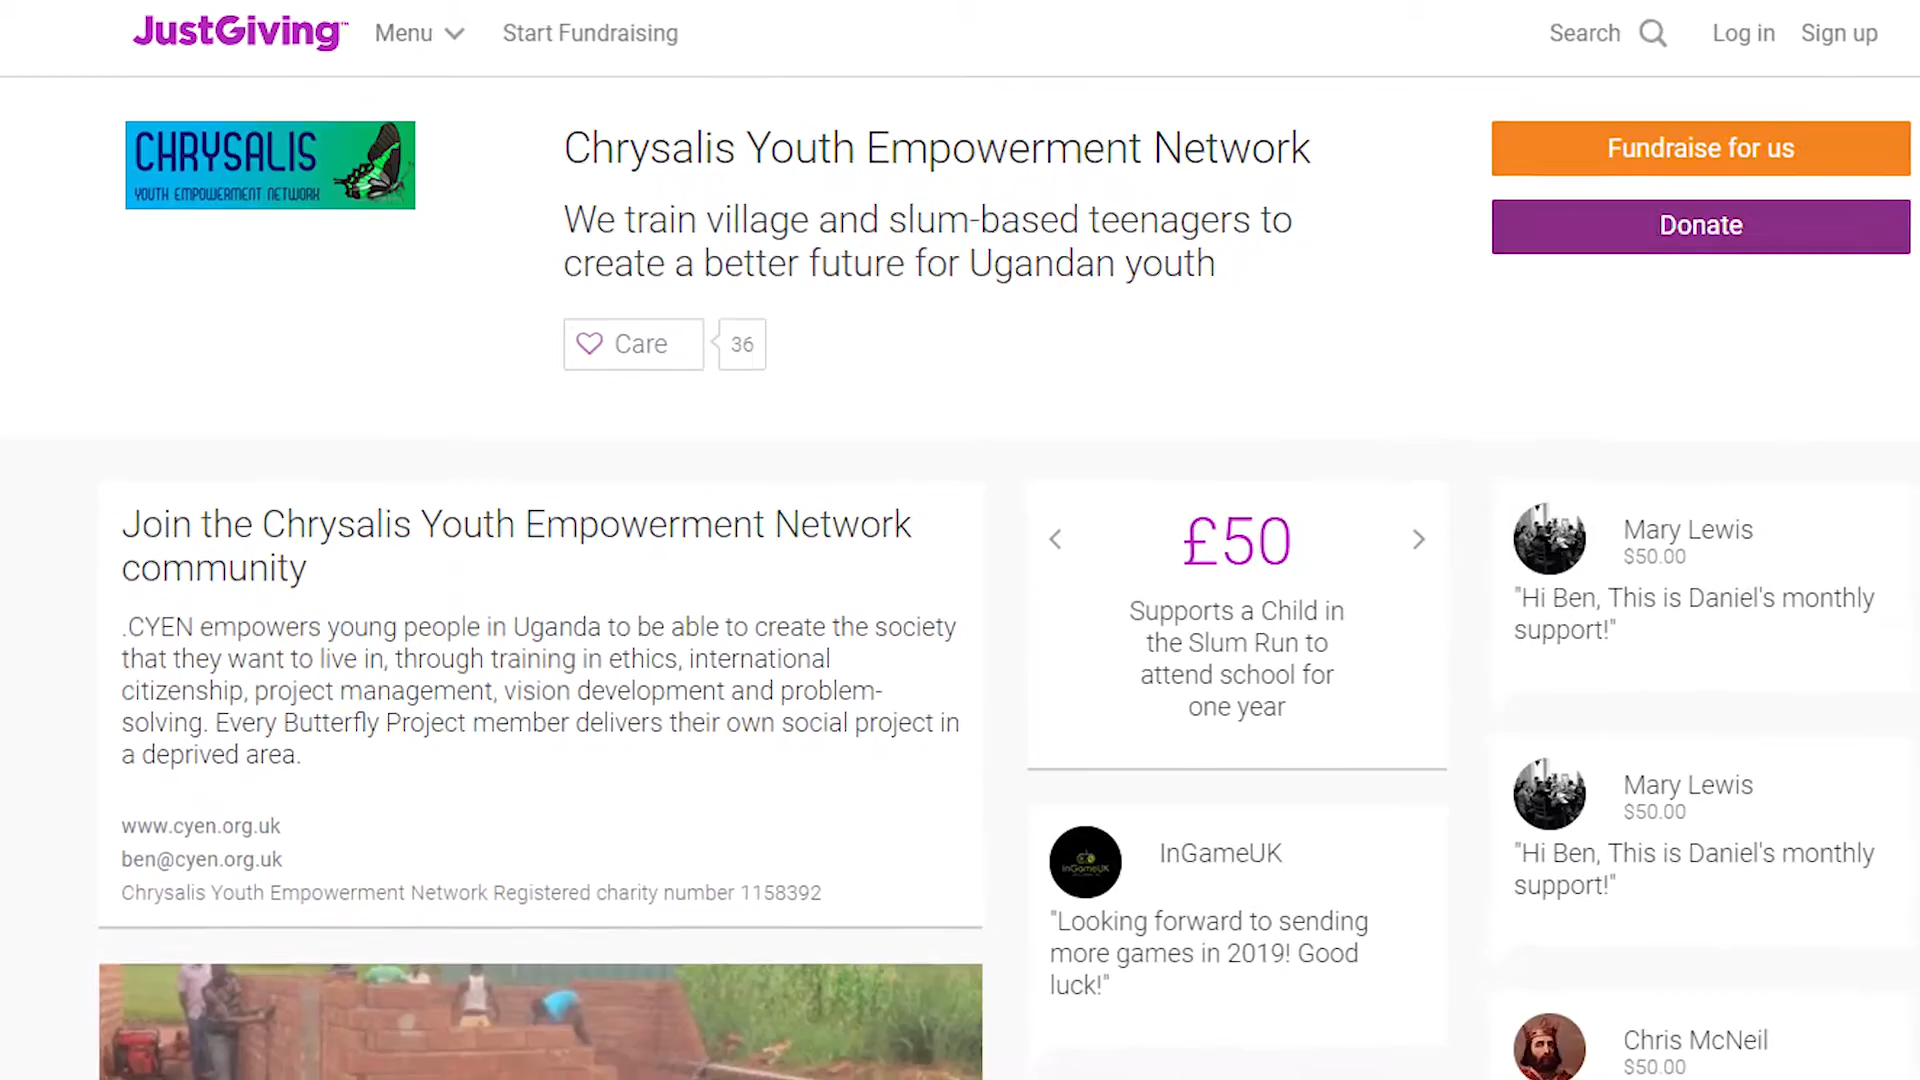 JustGiving™ Menu Start Fundraising Search Log in Sign up
CHRYSALIS
YOUTH EMPOWERMENT NETWORK
Chrysalis Youth Empowerment Network
We train village and slum-based teenagers to
create a better future for Ugandan youth
Care 36
Fundraise for us
Donate
Join the Chrysalis Youth Empowerment Network
community
.CYEN empowers young people in Uganda to be able to create the society
that they want to live in, through training in ethics, international
citizenship, project management, vision development and problem-
solving. Every Butterfly Project member delivers their own social project in
a deprived area.
www.cyen.org.uk
ben@cyen.org.uk
Chrysalis Youth Empowerment Network Registered charity number 1158392
£50
Supports a Child in
the Slum Run to
attend school for
one year
InGameUK
InGameUK
"Looking forward to sending
more games in 2019! Good
luck!"
Mary Lewis
$50.00
"Hi Ben, This is Daniel's monthly
support!"
Mary Lewis
$50.00
"Hi Ben, This is Daniel's monthly
support!"
Chris McNeil
$50.00